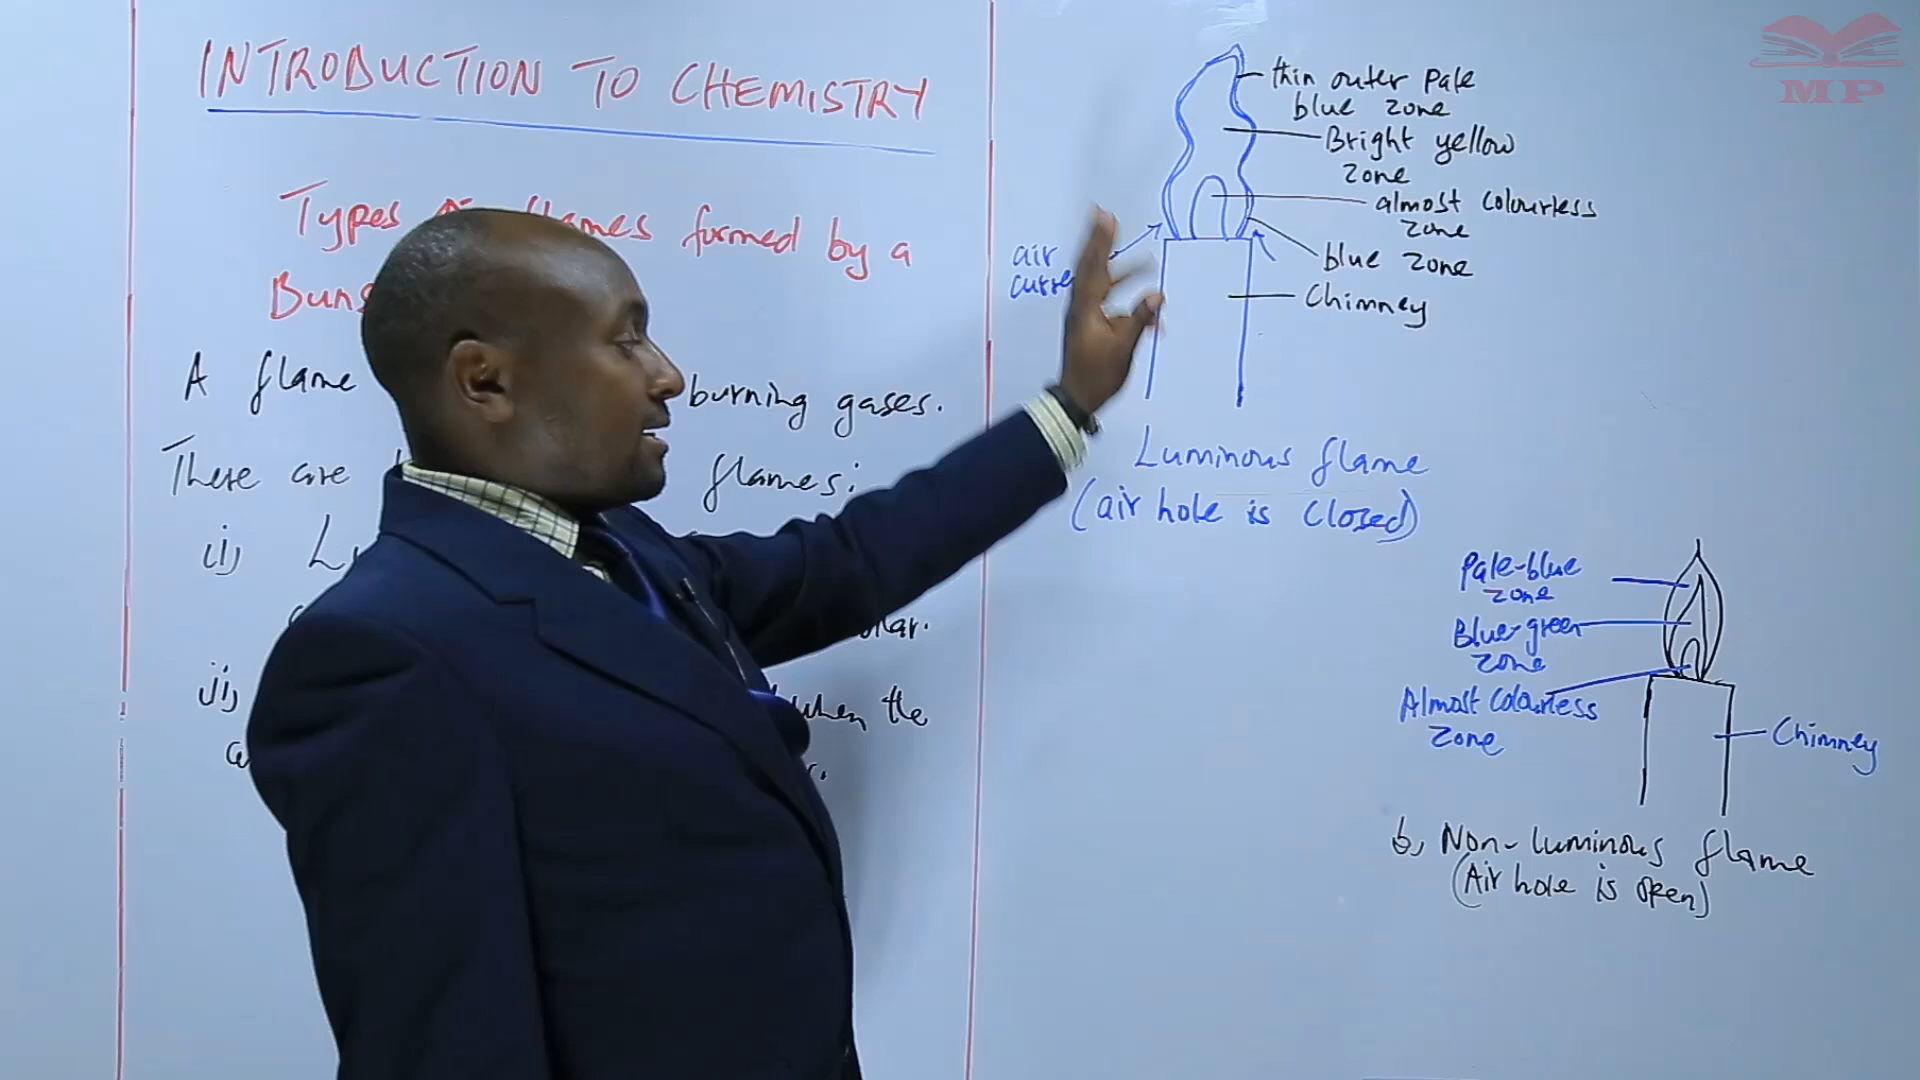 INTRODUCTION TO CHEMISTRY
Types flames formed by a
A flame burning gases.
There are flames:
ii)
ii) when the
thin outer pale
blue zone
Bright yellow
zone
almost colourless
zone
blue zone
Chimney
air
Luminous flame
(air hole is closed)
Pale-blue
zone
Blue-green
zone
Almost colourless
zone
Chimney
b, Non-luminous flame
(Air hole is open)
MP